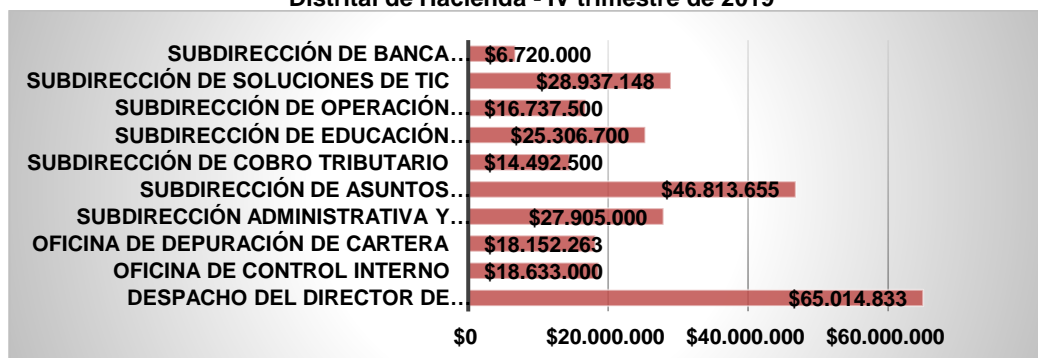 Distrital de Hacienda - IV trimestre de 2019
SUBDIRECCIÓN DE BANCA… $6.720.000
SUBDIRECCIÓN DE SOLUCIONES DE TIC $28.937.148
SUBDIRECCIÓN DE OPERACIÓN… $16.737.500
SUBDIRECCIÓN DE EDUCACIÓN… $25.306.700
SUBDIRECCIÓN DE COBRO TRIBUTARIO $14.492.500
SUBDIRECCIÓN DE ASUNTOS… $46.813.655
SUBDIRECCIÓN ADMINISTRATIVA Y… $27.905.000
OFICINA DE DEPURACIÓN DE CARTERA $18.152.263
OFICINA DE CONTROL INTERNO $18.633.000
DESPACHO DEL DIRECTOR DE… $65.014.833
$0 $20.000.000 $40.000.000 $60.000.000